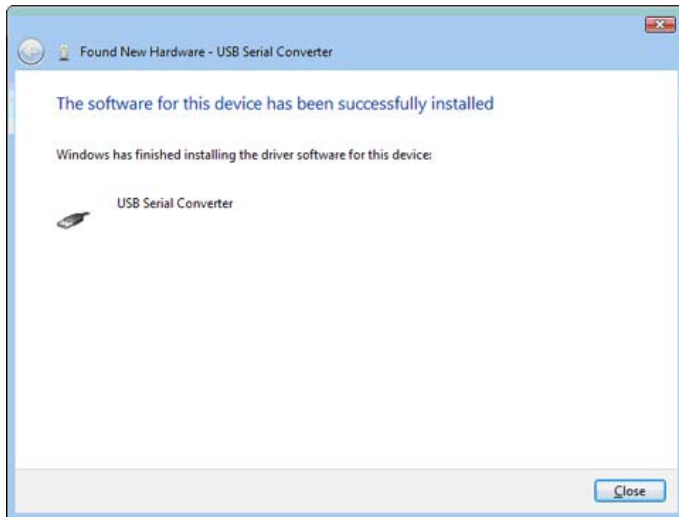 Found New Hardware - USB Serial Converter
The software for this device has been successfully installed
Windows has finished installing the driver software for this device:
USB Serial Converter
Close